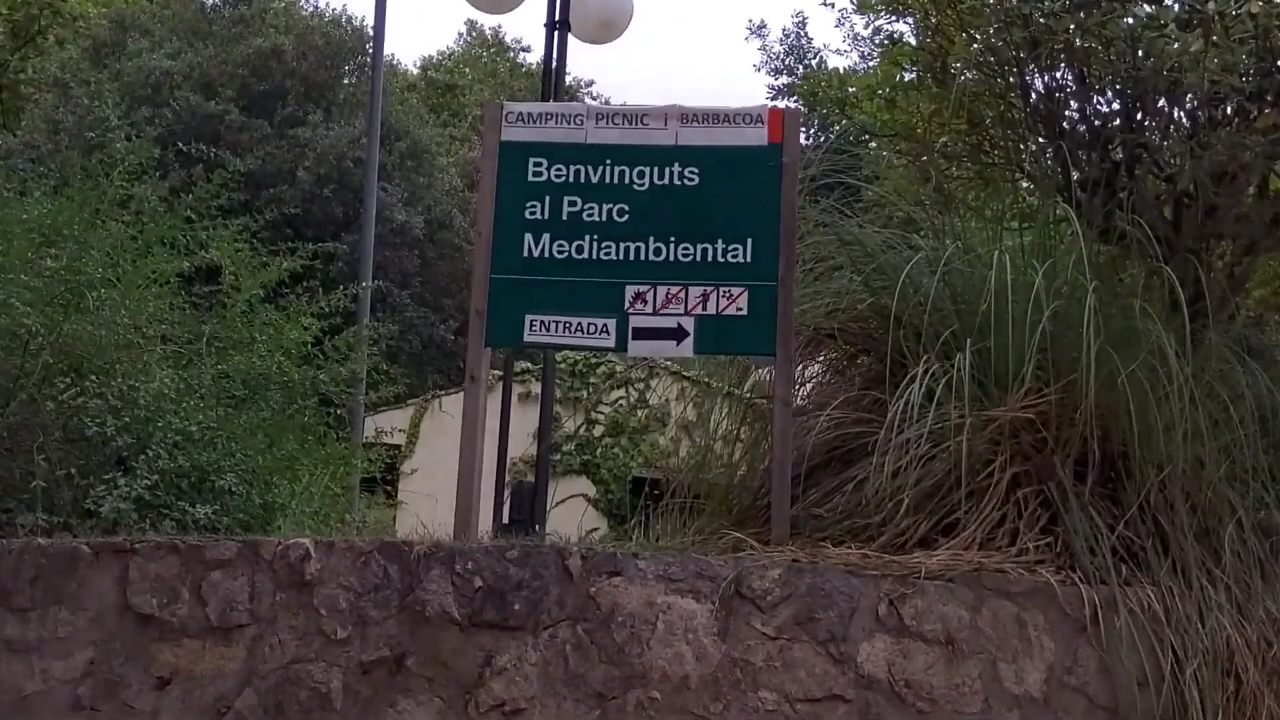 CAMPING PICNIC i BARBACOA
Benvinguts
al Parc
Mediambiental
ENTRADA